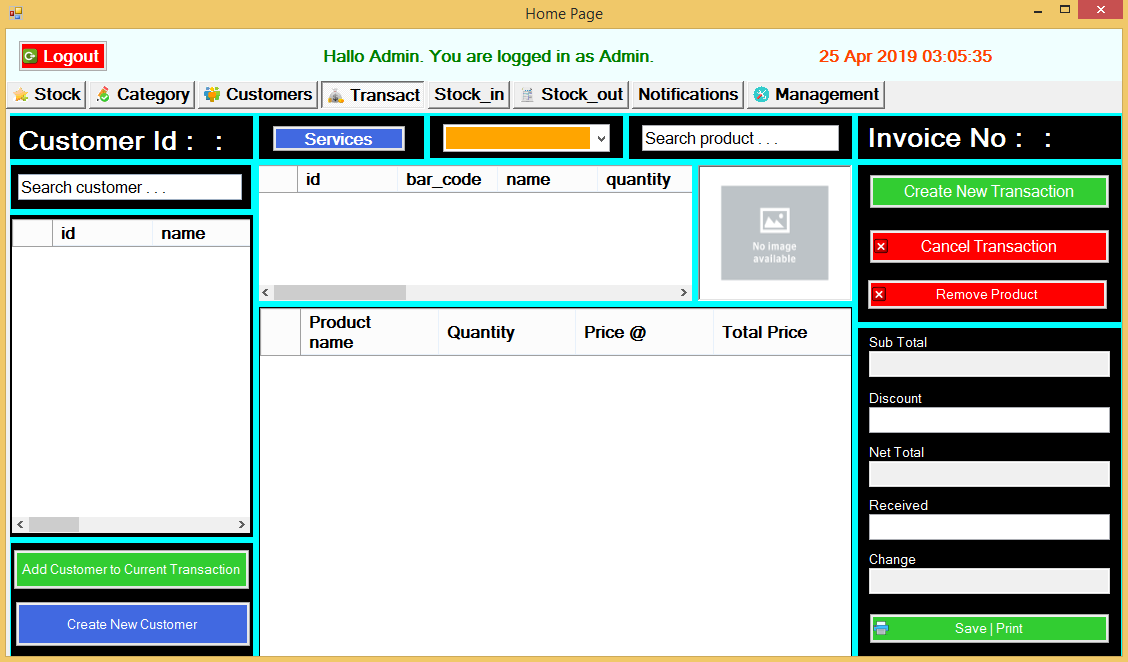 Home Page
Logout
Hallo Admin. You are logged in as Admin.
25 Apr 2019 03:05:35
Stock
Category
Customers
Transact
Stock_in
Stock_out
Notifications
Management
Customer Id :  :
Services
Search product . . .
Invoice No :  :
Search customer . . .
id
name
id
bar_code
name
quantity
No image
available
Create New Transaction
Cancel Transaction
Remove Product
Product
name
Quantity
Price @
Total Price
Sub Total
Discount
Net Total
Received
Change
Add Customer to Current Transaction
Create New Customer
Save | Print